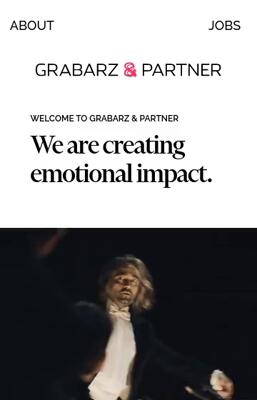 ABOUT
JOBS
GRABARZ & PARTNER
WELCOME TO GRABARZ & PARTNER
We are creating
emotional impact.